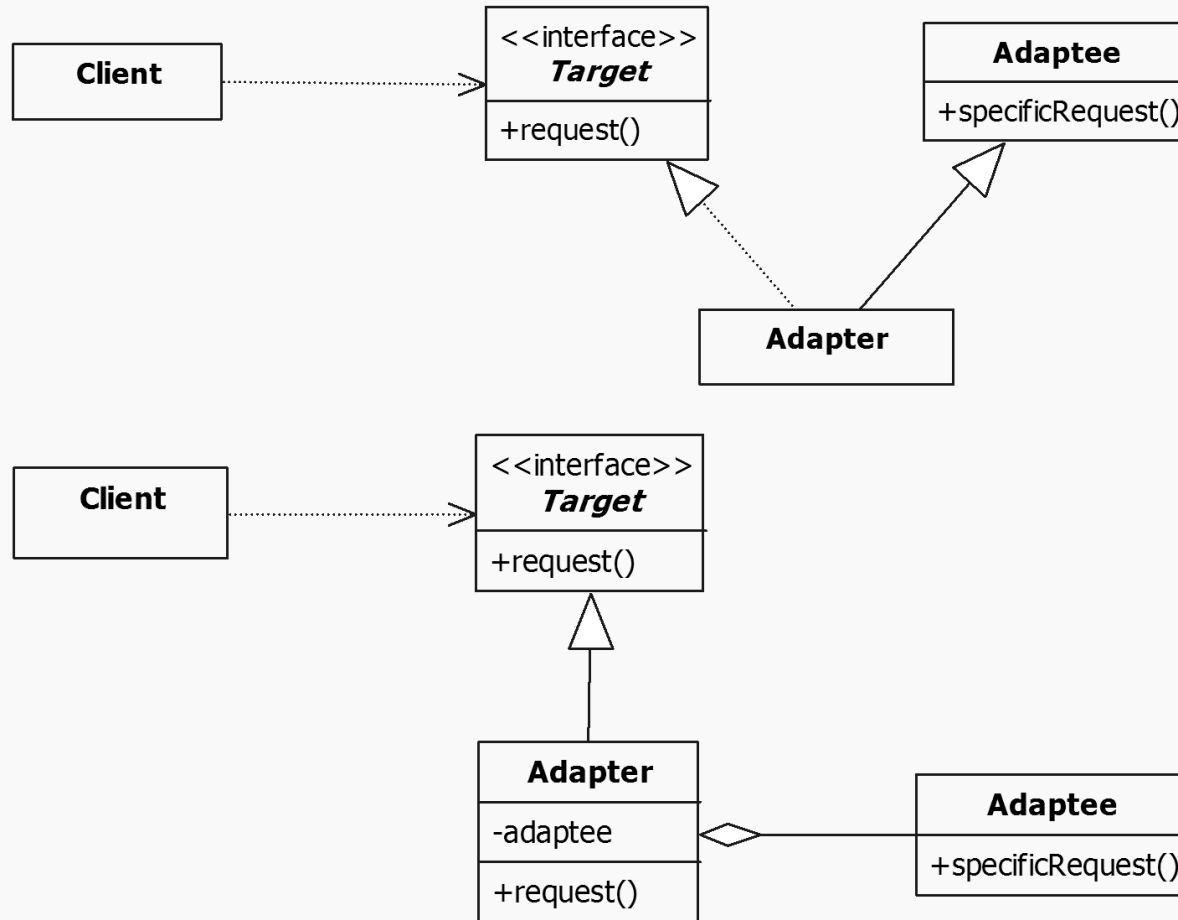 Client
<<interface>>
Target
+request()
Adaptee
+specificRequest()
Adapter
Client
<<interface>>
Target
+request()
Adapter
-adaptee
+request()
Adaptee
+specificRequest()